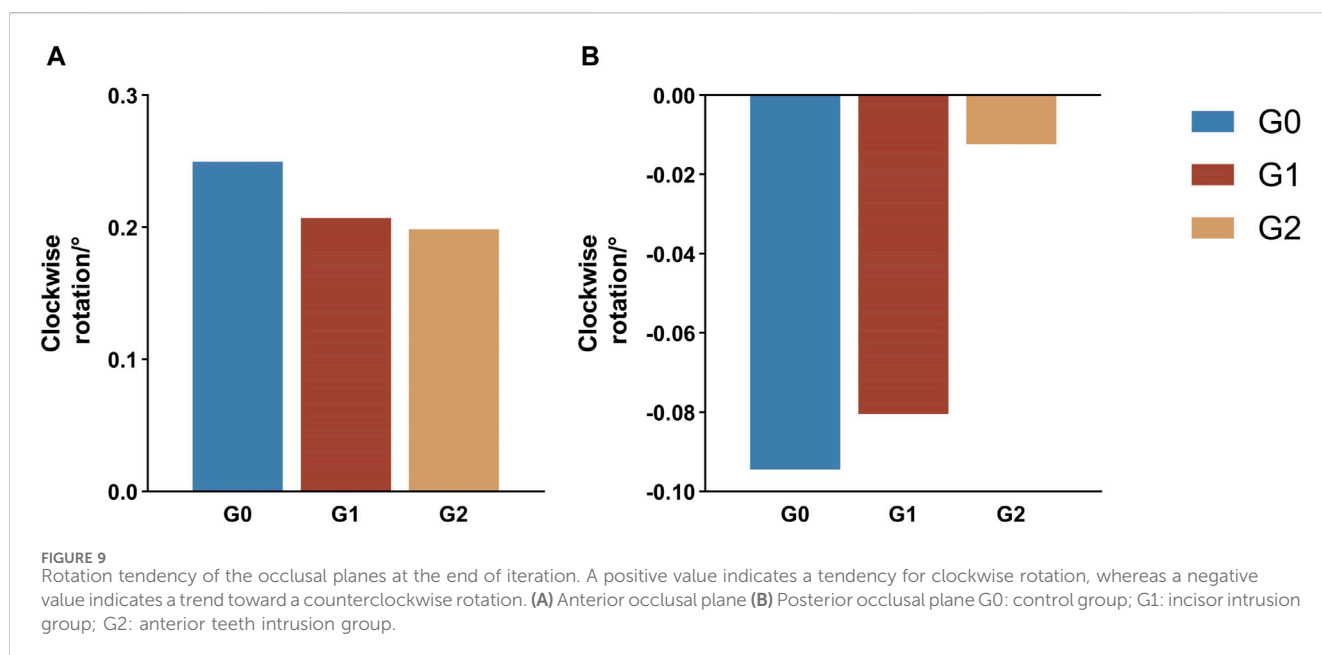 A
0.3
0.2
0.1
0.0
Clockwise
rotation/°
G0
G1
G2
B
0.00
-0.02
-0.04
-0.06
-0.08
-0.10
Clockwise
rotation/°
G0
G1
G2
G0
G1
G2
FIGURE 9
Rotation tendency of the occlusal planes at the end of iteration. A positive value indicates a tendency for clockwise rotation, whereas a negative
value indicates a trend toward a counterclockwise rotation. (A) Anterior occlusal plane (B) Posterior occlusal plane G0: control group; G1: incisor intrusion
group; G2: anterior teeth intrusion group.